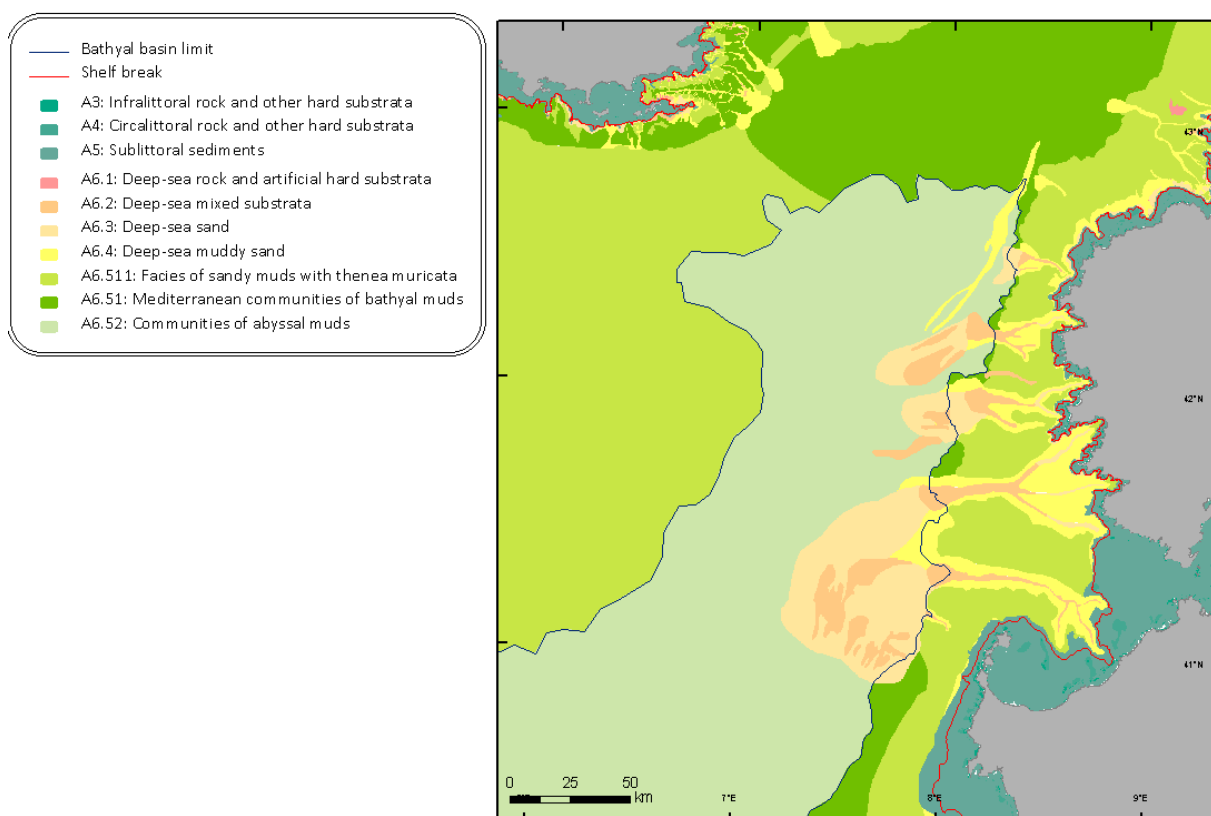 Bathyal basin limit
Shelf break
A3: Infralittoral rock and other hard substrata
A4: Circalittoral rock and other hard substrata
A5: Sublittoral sediments
A6.1: Deep-sea rock and artificial hard substrata
A6.2: Deep-sea mixed substrata
A6.3: Deep-sea sand
A6.4: Deep-sea muddy sand
A6.511: Facies of sandy muds with thenea muricata
A6.51: Mediterranean communities of bathyal muds
A6.52: Communities of abyssal muds
43°N
42°N
41°N
0 25 50
km
7°E 8°E 9°E